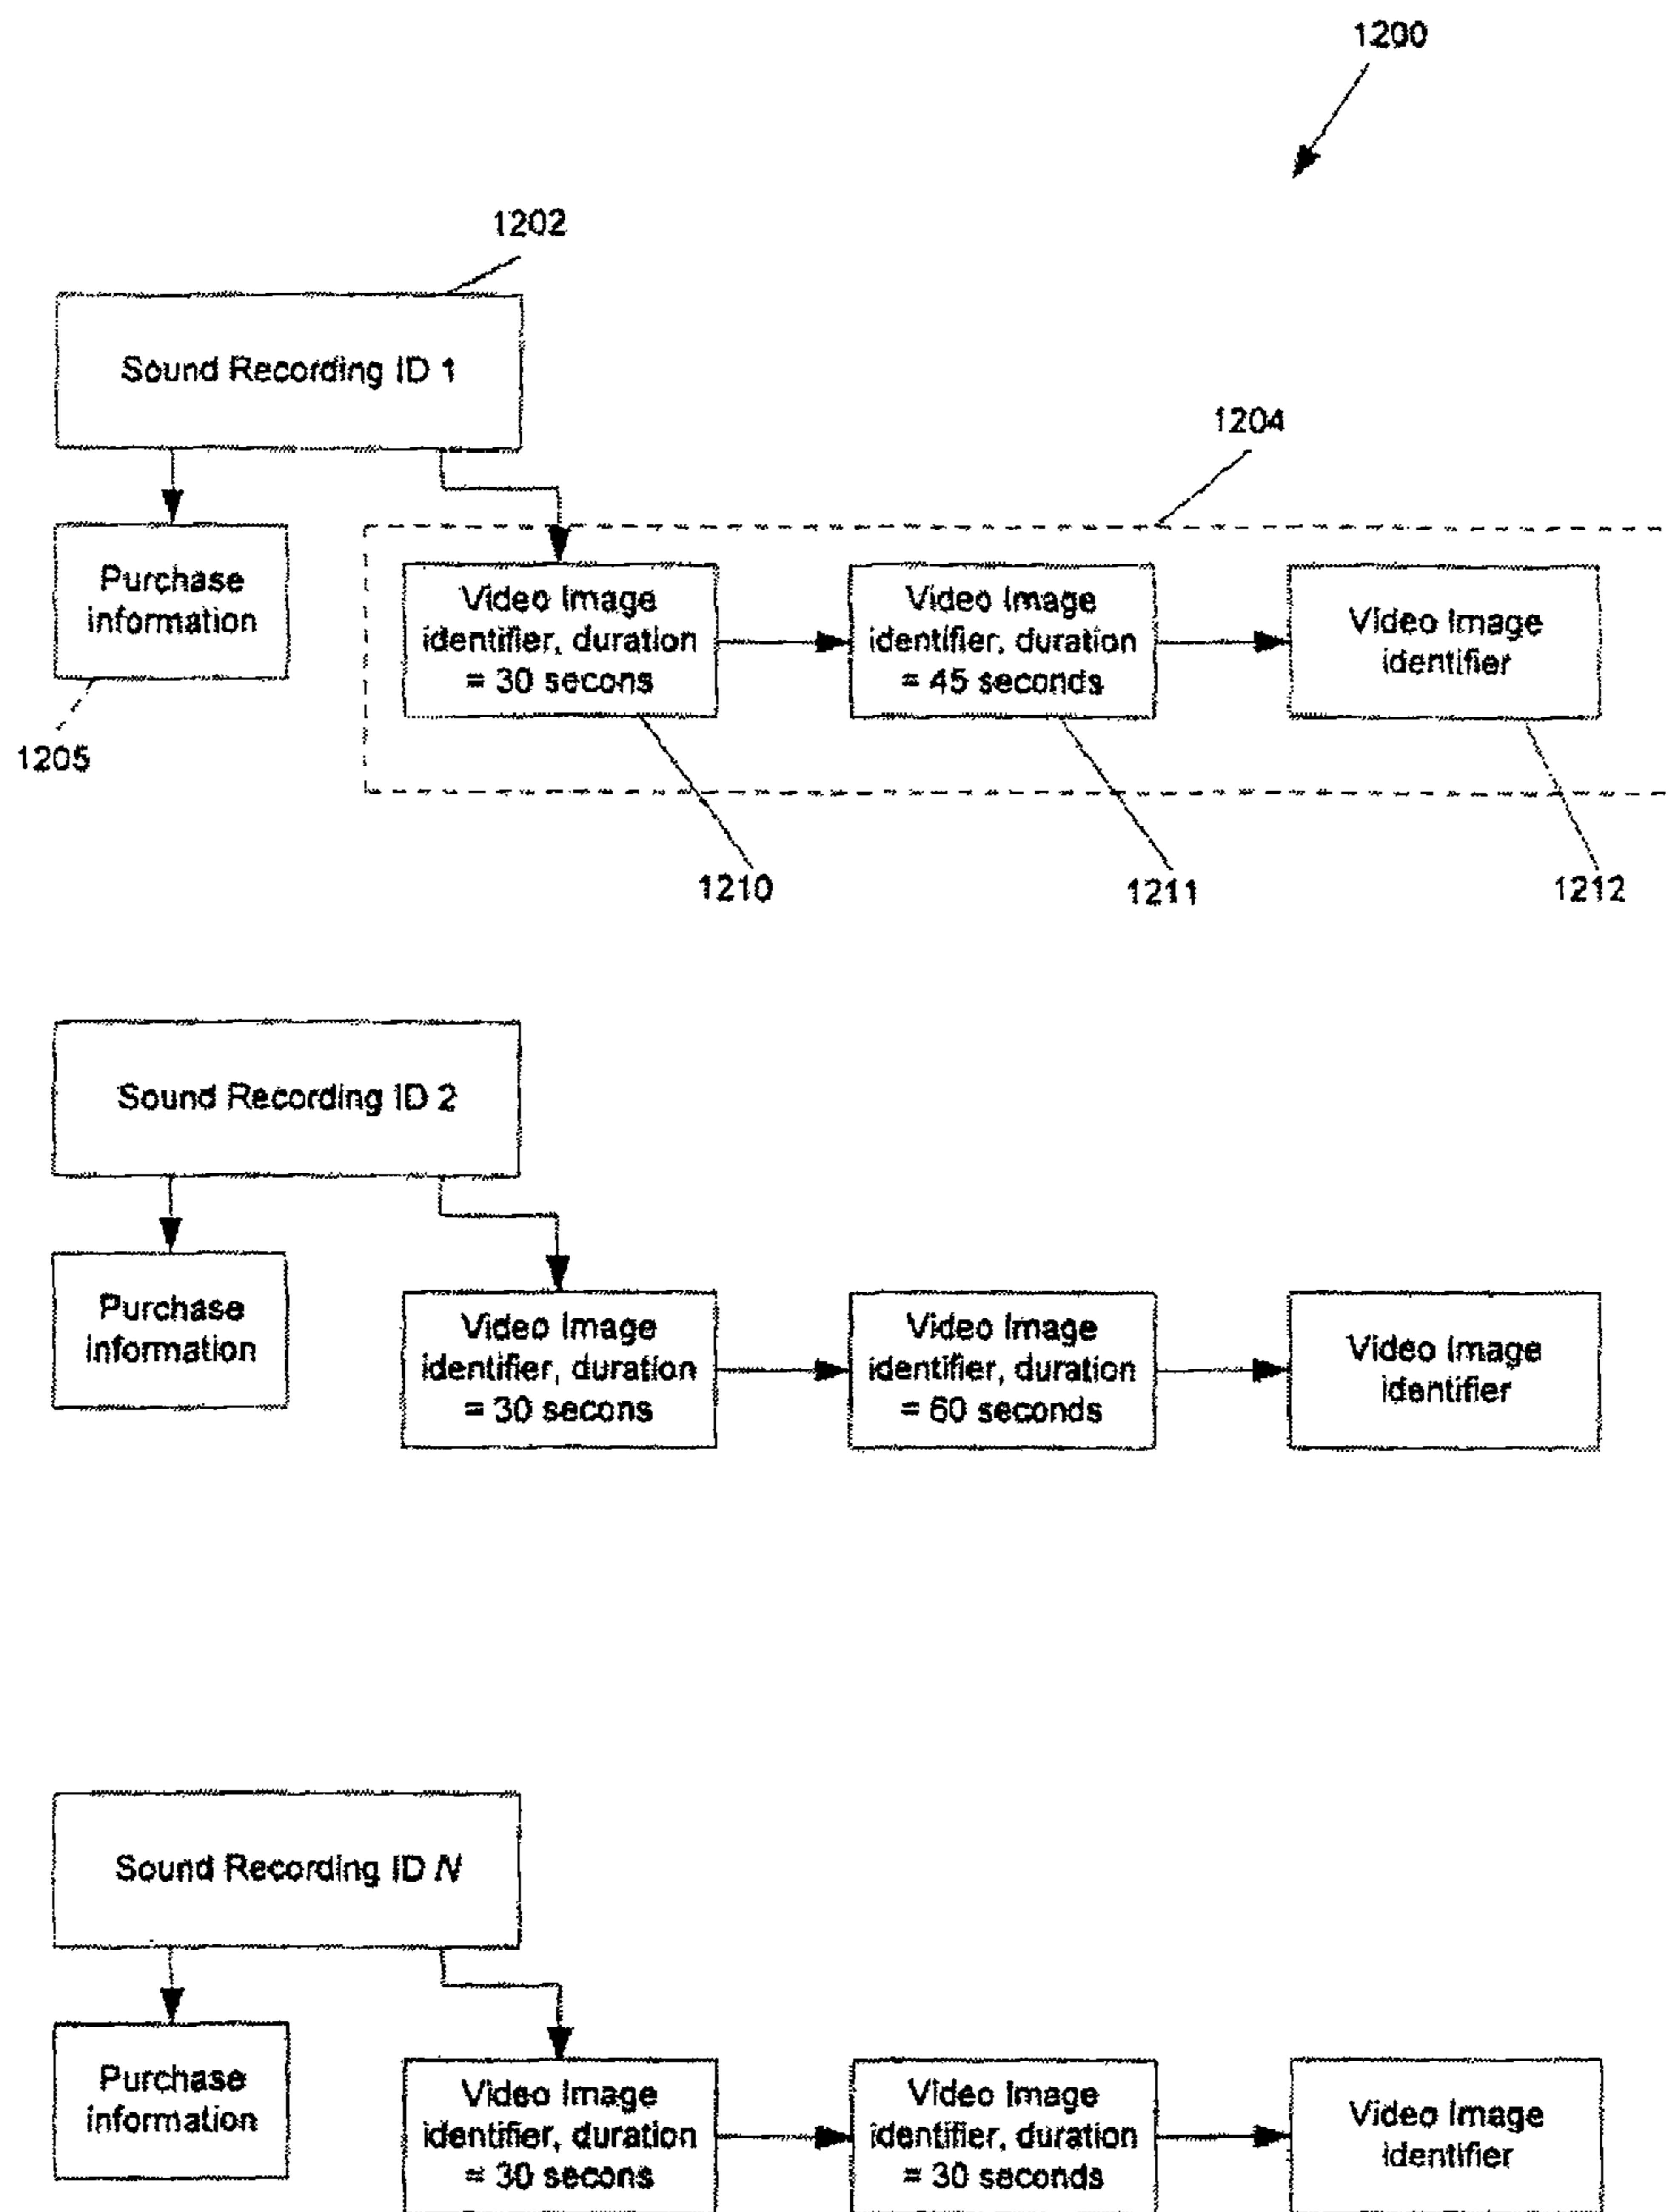 1200
1202
Sound Recording ID 1
1204
Purchase
information
Video Image
identifier, duration
= 30 secons
Video Image
identifier, duration
= 45 seconds
Video Image
identifier
1205
1210
1211
1212
Sound Recording ID 2
Purchase
information
Video Image
identifier, duration
= 30 secons
Video Image
identifier, duration
= 60 seconds
Video Image
identifier
Sound Recording ID N
Purchase
information
Video Image
identifier, duration
= 30 secons
Video Image
identifier, duration
= 30 seconds
Video Image
identifier